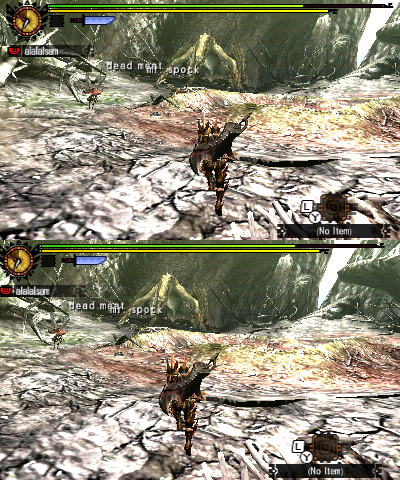 alalalsam
dead meat
mr spock
L
Y
(No Item)
alalalsam
dead meat
mr spock
L
Y
(No Item)